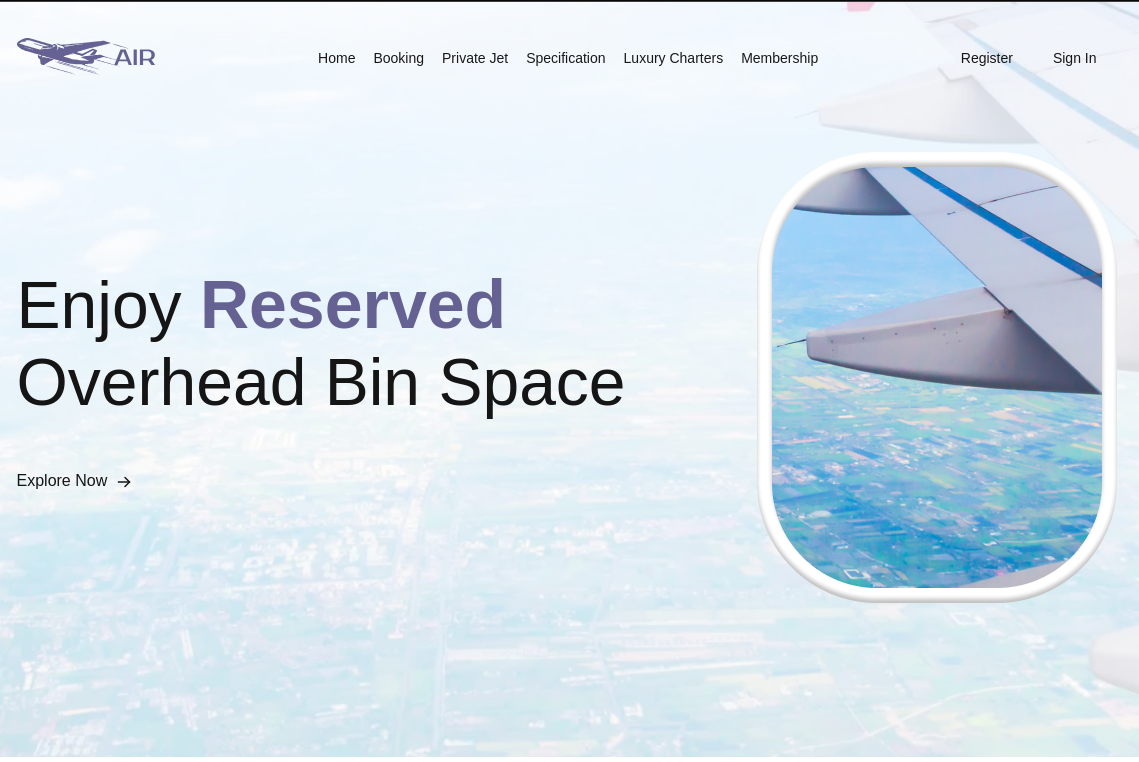 AIR
Home Booking Private Jet Specification Luxury Charters Membership Register Sign In
Enjoy Reserved
Overhead Bin Space
Explore Now